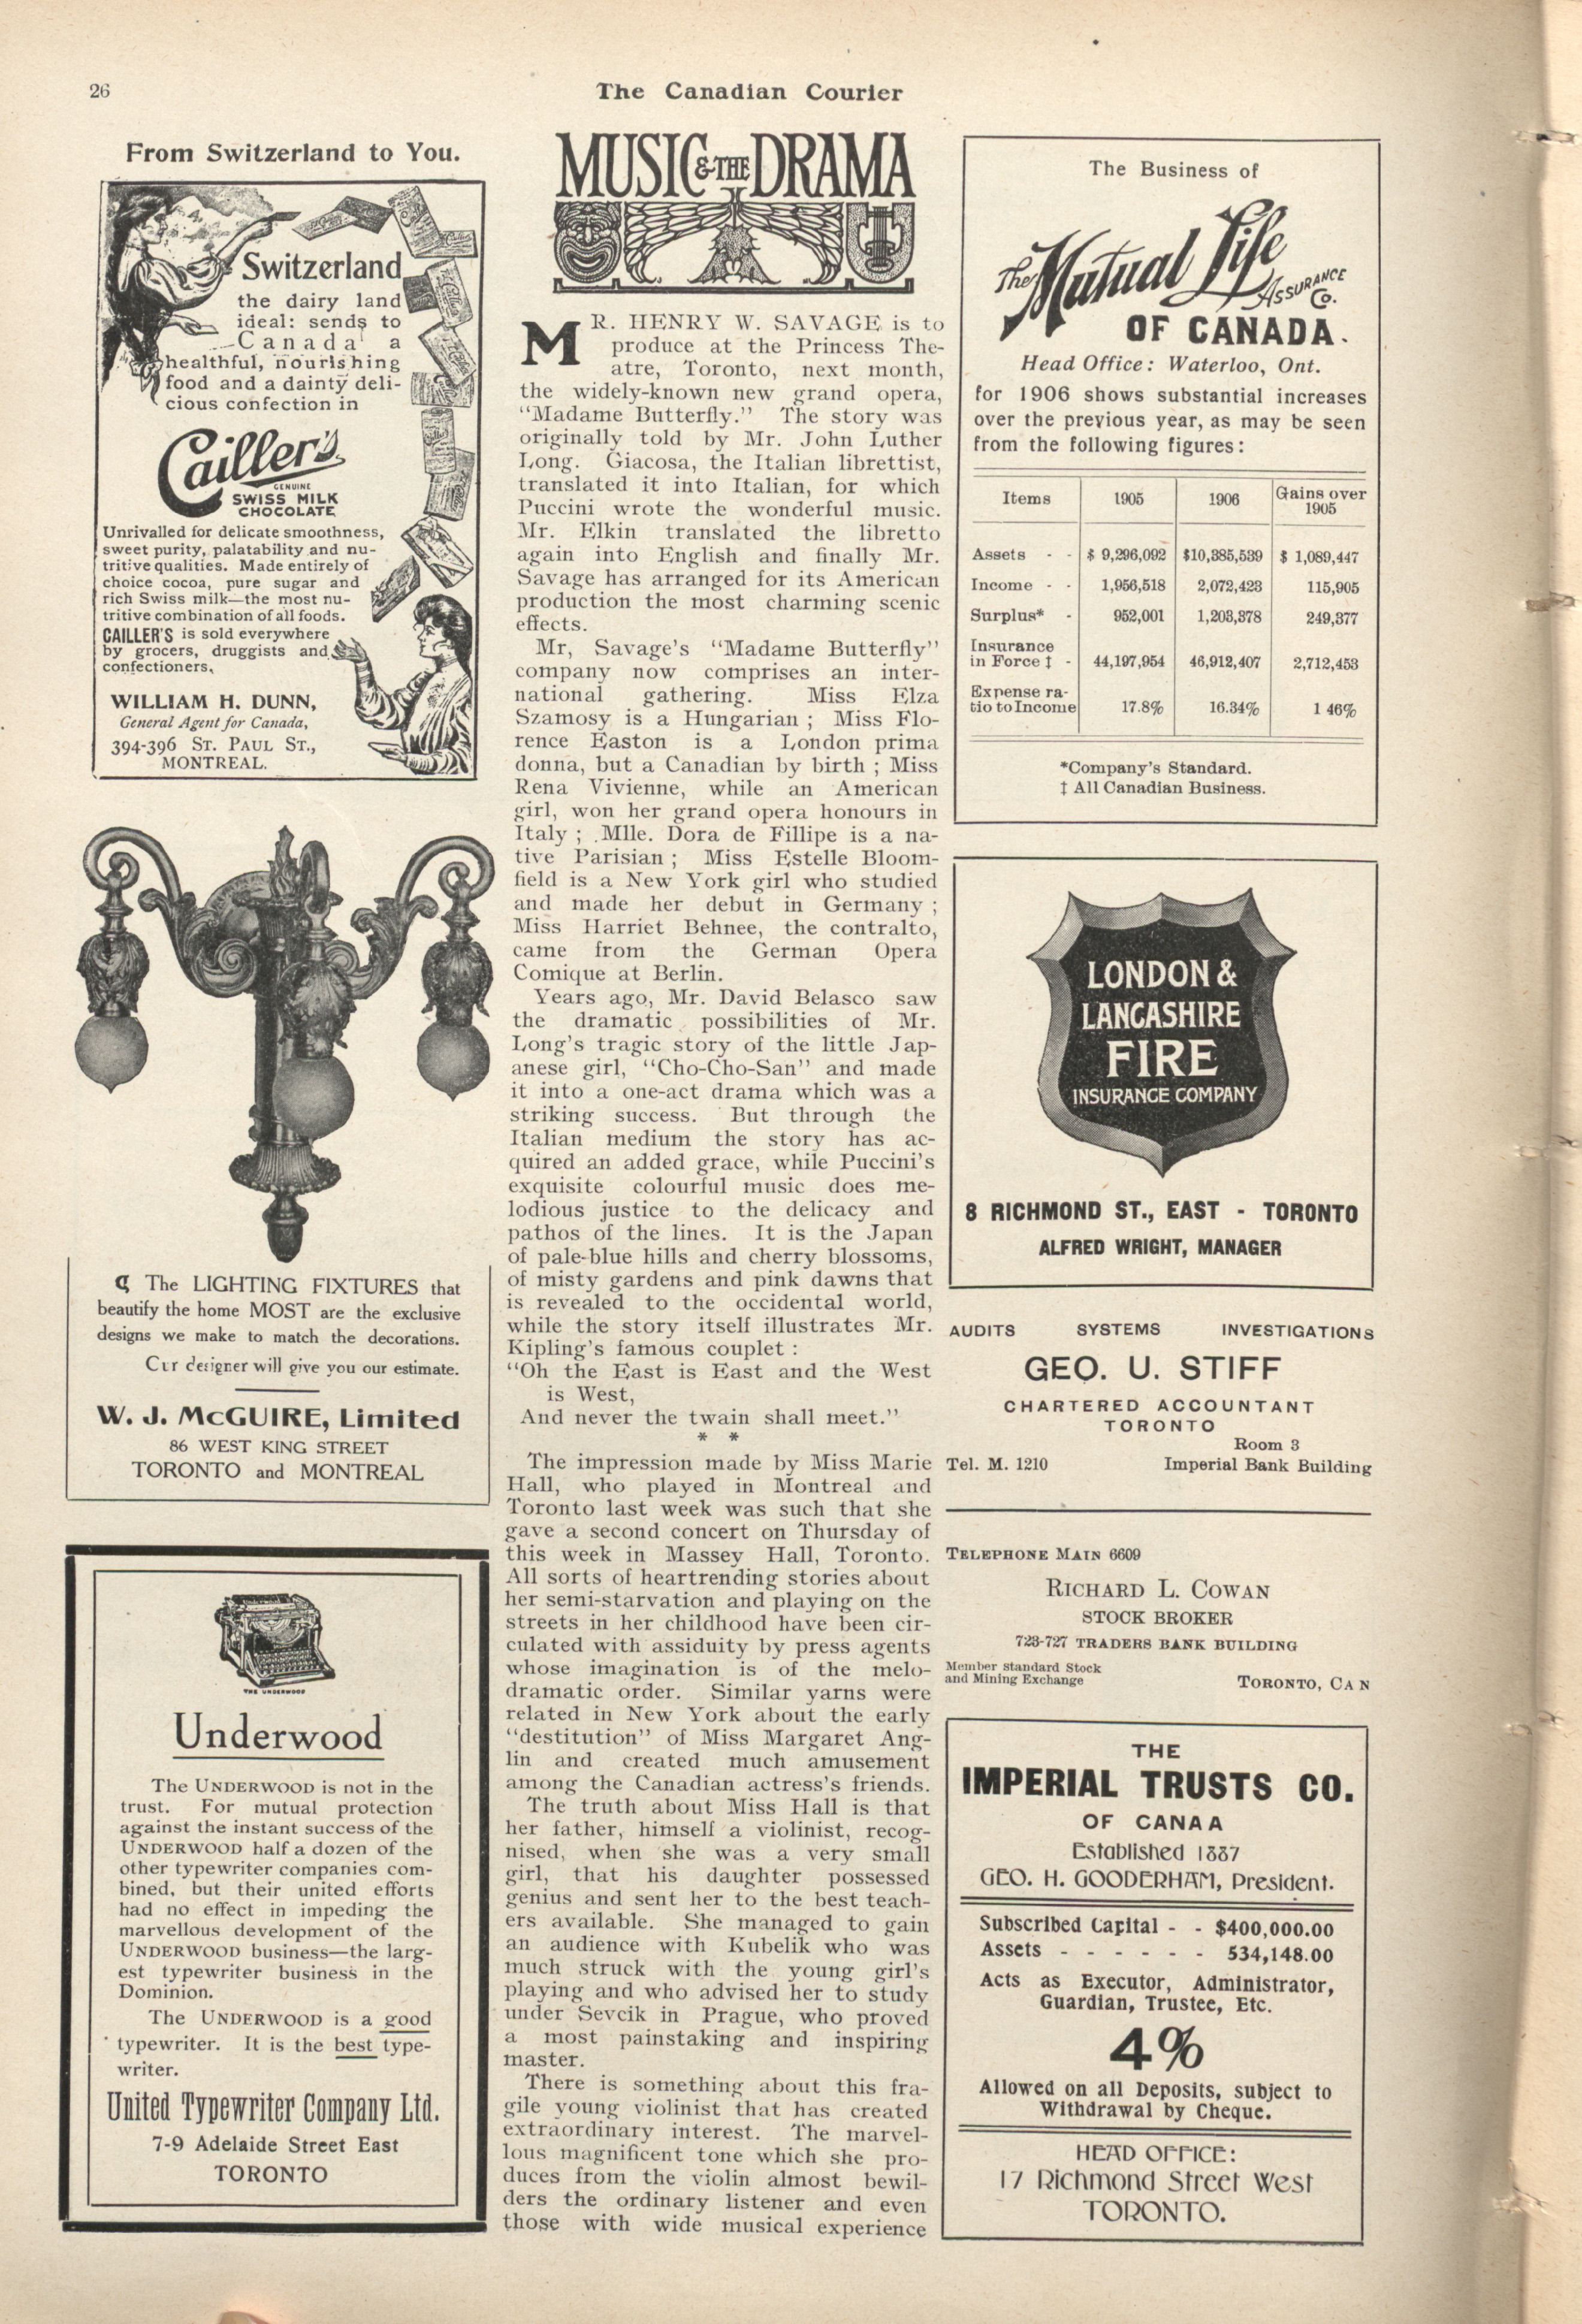 26
The Canadian Courier
From Switzerland to You.
Switzerland
the dairy land
ideal: sends to
Canada a
healthful, nourishing
food and a dainty deli-
cious confection in
Cailler's
GENUINE
SWISS MILK
CHOCOLATE
Unrivalled for delicate smoothness,
sweet purity, palatability and nu-
tritive qualities. Made entirely of
choice cocoa, pure sugar and
rich Swiss milk—the most nu-
tritive combination of all foods.
CAILLER'S is sold everywhere
by grocers, druggists and
confectioners.
WILLIAM H. DUNN,
General Agent for Canada,
394-396 ST. PAUL ST.,
MONTREAL.
¶ The LIGHTING FIXTURES that
beautify the home MOST are the exclusive
designs we make to match the decorations.
Our designer will give you our estimate.
W. J. McGUIRE, Limited
86 WEST KING STREET
TORONTO and MONTREAL
THE UNDERWOOD
Underwood
The UNDERWOOD is not in the
trust. For mutual protection
against the instant success of the
UNDERWOOD half a dozen of the
other typewriter companies com-
bined, but their united efforts
had no effect in impeding the
marvellous development of the
UNDERWOOD business—the larg-
est typewriter business in the
Dominion.
The UNDERWOOD is a good
typewriter. It is the best type-
writer.
United Typewriter Company Ltd.
7-9 Adelaide Street East
TORONTO
MUSIC & THE DRAMA
MR. HENRY W. SAVAGE is to
produce at the Princess The-
atre, Toronto, next month,
the widely-known new grand opera,
"Madame Butterfly." The story was
originally told by Mr. John Luther
Long. Giacosa, the Italian librettist,
translated it into Italian, for which
Puccini wrote the wonderful music.
Mr. Elkin translated the libretto
again into English and finally Mr.
Savage has arranged for its American
production the most charming scenic
effects.
Mr, Savage's "Madame Butterfly"
company now comprises an inter-
national gathering. Miss Elza
Szamosy is a Hungarian ; Miss Flo-
rence Easton is a London prima
donna, but a Canadian by birth ; Miss
Rena Vivienne, while an American
girl, won her grand opera honours in
Italy ; Mlle. Dora de Fillipe is a na-
tive Parisian ; Miss Estelle Bloom-
field is a New York girl who studied
and made her debut in Germany ;
Miss Harriet Behnee, the contralto,
came from the German Opera
Comique at Berlin.
Years ago, Mr. David Belasco saw
the dramatic possibilities of Mr.
Long's tragic story of the little Jap-
anese girl, "Cho-Cho-San" and made
it into a one-act drama which was a
striking success. But through the
Italian medium the story has ac-
quired an added grace, while Puccini's
exquisite colourful music does me-
lodious justice to the delicacy and
pathos of the lines. It is the Japan
of pale-blue hills and cherry blossoms,
of misty gardens and pink dawns that
is revealed to the occidental world,
while the story itself illustrates Mr.
Kipling's famous couplet :
"Oh the East is East and the West
is West,
And never the twain shall meet."
* *
The impression made by Miss Marie
Hall, who played in Montreal and
Toronto last week was such that she
gave a second concert on Thursday of
this week in Massey Hall, Toronto.
All sorts of heartrending stories about
her semi-starvation and playing on the
streets in her childhood have been cir-
culated with assiduity by press agents
whose imagination is of the melo-
dramatic order. Similar yarns were
related in New York about the early
"destitution" of Miss Margaret Ang-
lin and created much amusement
among the Canadian actress's friends.
The truth about Miss Hall is that
her father, himself a violinist, recog-
nised, when she was a very small
girl, that his daughter possessed
genius and sent her to the best teach-
ers available. She managed to gain
an audience with Kubelik who was
much struck with the young girl's
playing and who advised her to study
under Sevcik in Prague, who proved
a most painstaking and inspiring
master.
There is something about this fra-
gile young violinist that has created
extraordinary interest. The marvel-
lous magnificent tone which she pro-
duces from the violin almost bewil-
ders the ordinary listener and even
those with wide musical experience
The Business of
The Mutual Life
ASSURANCE
CO.
OF CANADA.
Head Office: Waterloo, Ont.
for 1906 shows substantial increases
over the previous year, as may be seen
from the following figures:
Items 1905 1906 Gains over 1905
Assets - - $ 9,296,092 $10,385,539 $ 1,089,447
Income - - 1,956,518 2,072,423 115,905
Surplus* - 952,001 1,203,378 249,377
Insurance
in Force ‡ - 44,197,954 46,912,407 2,712,453
Expense ra-
tio to Income 17.8% 16.34% 1 46%
*Company's Standard.
‡ All Canadian Business.
LONDON &
LANCASHIRE
FIRE
INSURANCE COMPANY
8 RICHMOND ST., EAST - TORONTO
ALFRED WRIGHT, MANAGER
AUDITS SYSTEMS INVESTIGATIONS
GEO. U. STIFF
CHARTERED ACCOUNTANT
TORONTO
Room 3
Tel. M. 1210 Imperial Bank Building
TELEPHONE MAIN 6609
RICHARD L. COWAN
STOCK BROKER
723-727 TRADERS BANK BUILDING
Member Standard Stock
and Mining Exchange
TORONTO, CAN
THE
IMPERIAL TRUSTS CO.
OF CANA A
Established 1887
GEO. H. GOODERHAM, President.
Subscribed Capital - - $400,000.00
Assets - - - - - - 534,148.00
Acts as Executor, Administrator,
Guardian, Trustee, Etc.
4%
Allowed on all Deposits, subject to
Withdrawal by Cheque.
HEAD OFFICE:
17 Richmond Street West
TORONTO.